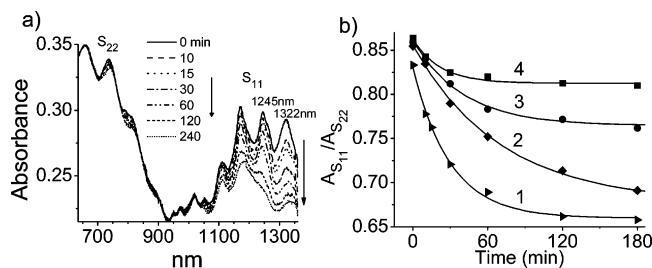 a)
S22
0 min
10
15
30
60
120
240
S11
1245nm
1322nm
Absorbance
0.35
0.30
0.25
700 900 1100 1300
nm
b)
AS11/AS22
0.85
0.80
0.75
0.70
0.65
4
3
2
1
0 60 120 180
Time (min)